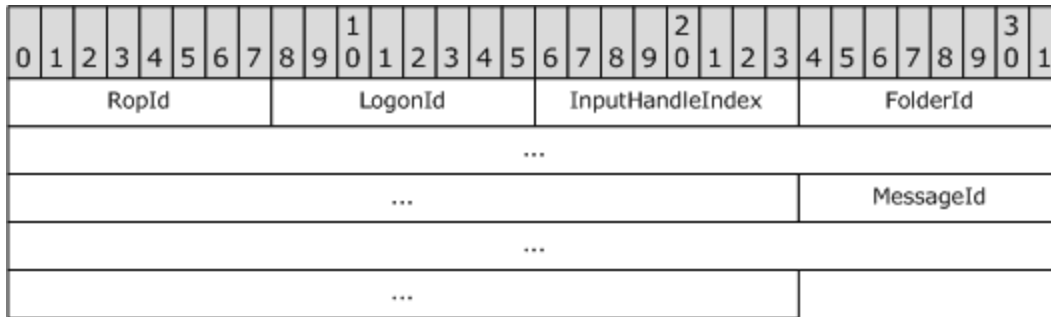 1 2 3
0 1 2 3 4 5 6 7 8 9 0 1 2 3 4 5 6 7 8 9 0 1 2 3 4 5 6 7 8 9 0 1
RopId LogonId InputHandleIndex FolderId
...
... MessageId
...
...